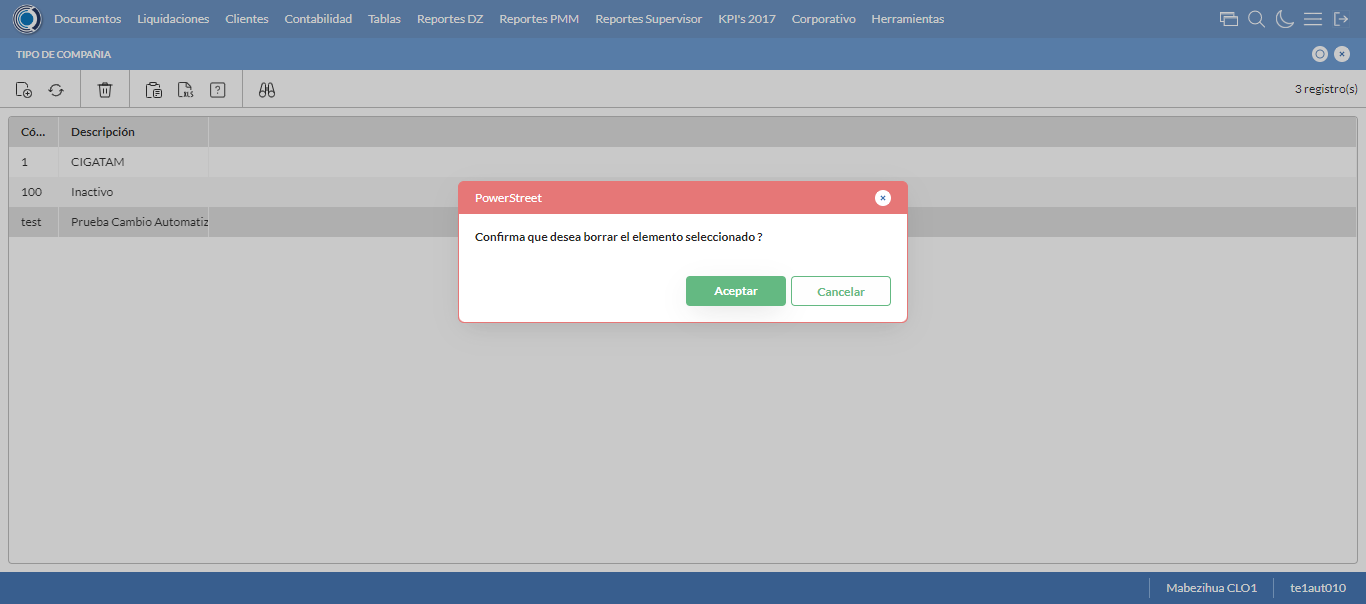 Documentos Liquidaciones Clientes Contabilidad Tablas Reportes DZ Reportes PMM Reportes Supervisor KPI's 2017 Corporativo Herramientas
TIPO DE COMPAÑIA
XLS ? 3 registro(s)
Có... Descripción
1 CIGATAM
100 Inactivo
test Prueba Cambio Automatiz
PowerStreet
Confirma que desea borrar el elemento seleccionado ?
Aceptar Cancelar
Mabezihua CLO1 te1aut010